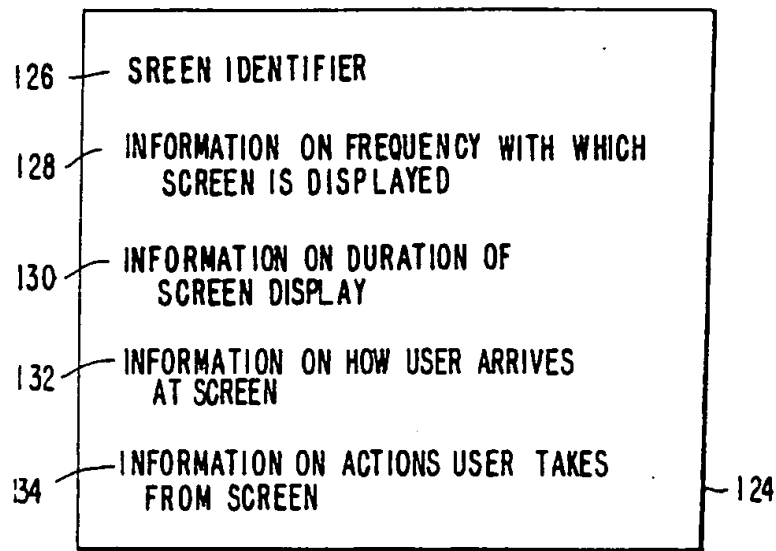 126 SREEN IDENTIFIER
128 INFORMATION ON FREQUENCY WITH WHICH
SCREEN IS DISPLAYED
130 INFORMATION ON DURATION OF
SCREEN DISPLAY
132 INFORMATION ON HOW USER ARRIVES
AT SCREEN
134 INFORMATION ON ACTIONS USER TAKES
FROM SCREEN
124